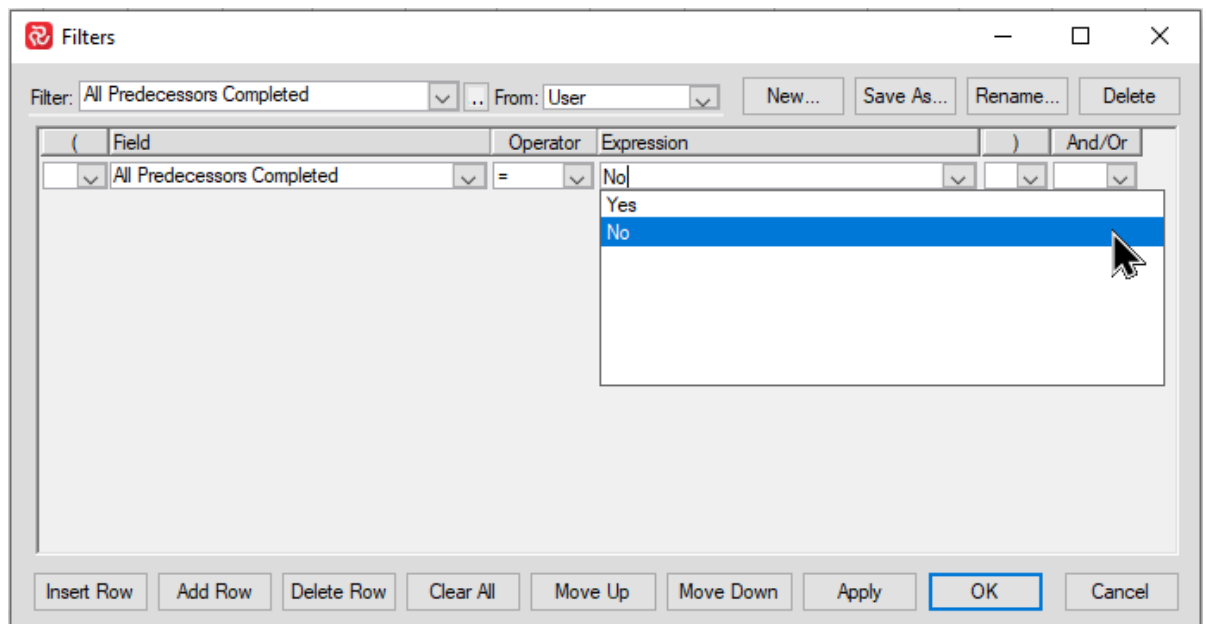 Filters
Filter: All Predecessors Completed .. From: User New... Save As... Rename... Delete
( Field Operator Expression ) And/Or
All Predecessors Completed = No
Yes
No
Insert Row Add Row Delete Row Clear All Move Up Move Down Apply OK Cancel